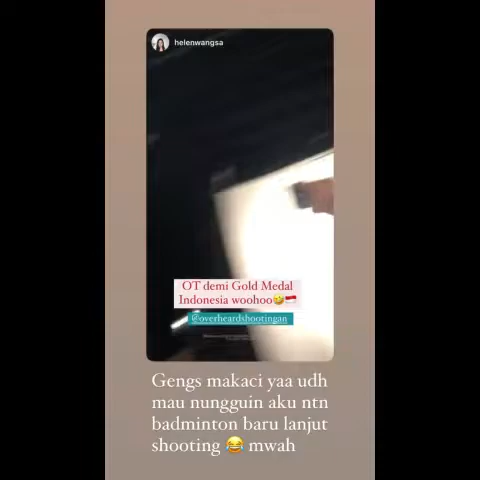 helenwangsa
OT demi Gold Medal
Indonesia woohoo🤣🇮🇩
@overheardshootingan
Gengs makaci yaa udh
mau nungguin aku ntn
badminton baru lanjut
shooting 😂 mwah